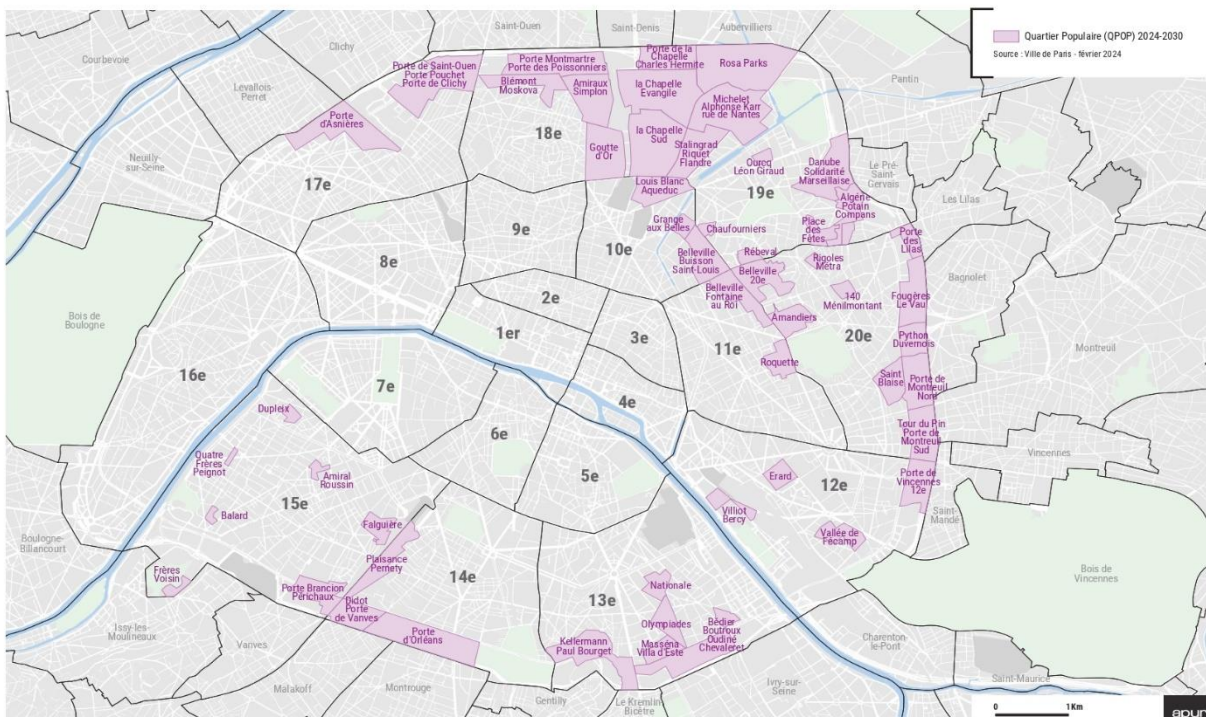 Quartier Populaire (QPOP) 2024-2030
Source : Ville de Paris - février 2024
Saint-Ouen
Saint-Denis
Aubervilliers
Clichy
Courbevoie
Levallois-
Perret
Neuilly-
sur-Seine
Pantin
Le Pré-
Saint-
Gervais
Les Lilas
Bagnolet
Montreuil
Vincennes
Saint-
Mandé
Bois de
Vincennes
Charenton-
le-Pont
Saint-Maurice
Ivry-sur-
Seine
Le Kremlin-
Bicêtre
Gentilly
Montrouge
Malakoff
Vanves
Issy-les-
Moulineaux
Boulogne-
Billancourt
Bois de
Boulogne
Porte de Saint-Ouen
Porte Pouchet
Porte de Clichy
Porte
d'Asnières
17e
Porte Montmartre
Porte des Poissonniers
Blémont
Moskova
Amiraux
Simplon
18e
Goutte
d'Or
Porte de la
Chapelle
Charles Hermite
Rosa Parks
la Chapelle
Evangile
Michelet
Alphonse Karr
rue de Nantes
la Chapelle
Sud
Stalingrad
Riquet
Flandre
Ourcq
Léon Giraud
Danube
Solidarité
Marseillaise
19e
Algérie
Potain
Compans
Place
des
Fêtes
Louis Blanc
Aqueduc
Grange
aux Belles
Chaufourniers
Belleville
Buisson
Saint-Louis
Rébeval
Belleville
20e
Rigoles
Métra
Porte
des
Lilas
Belleville
Fontaine
au Roi
140
Ménilmontant
Fougères
Le Vau
Amandiers
20e
Python
Duvernois
Roquette
Saint
Blaise
Porte de
Montreuil
Nord
Tour du Pin
Porte de
Montreuil
Sud
Porte de
Vincennes
12e
8e
9e
10e
2e
1er
3e
11e
4e
16e
7e
6e
5e
12e
Erard
Villiot
Bercy
Vallée de
Fécamp
Dupleix
Quatre
Frères
Peignot
Amiral
Roussin
15e
Balard
Falguière
Frères
Voisin
Plaisance
Pernety
14e
Porte Brancion
Périchaux
Didot
Porte
de Vanves
Porte
d'Orléans
13e
Nationale
Olympiades
Bédier
Boutroux
Oudiné
Chevaleret
Masséna
Villa d'Este
Kellermann
Paul Bourget
0 1Km
apur